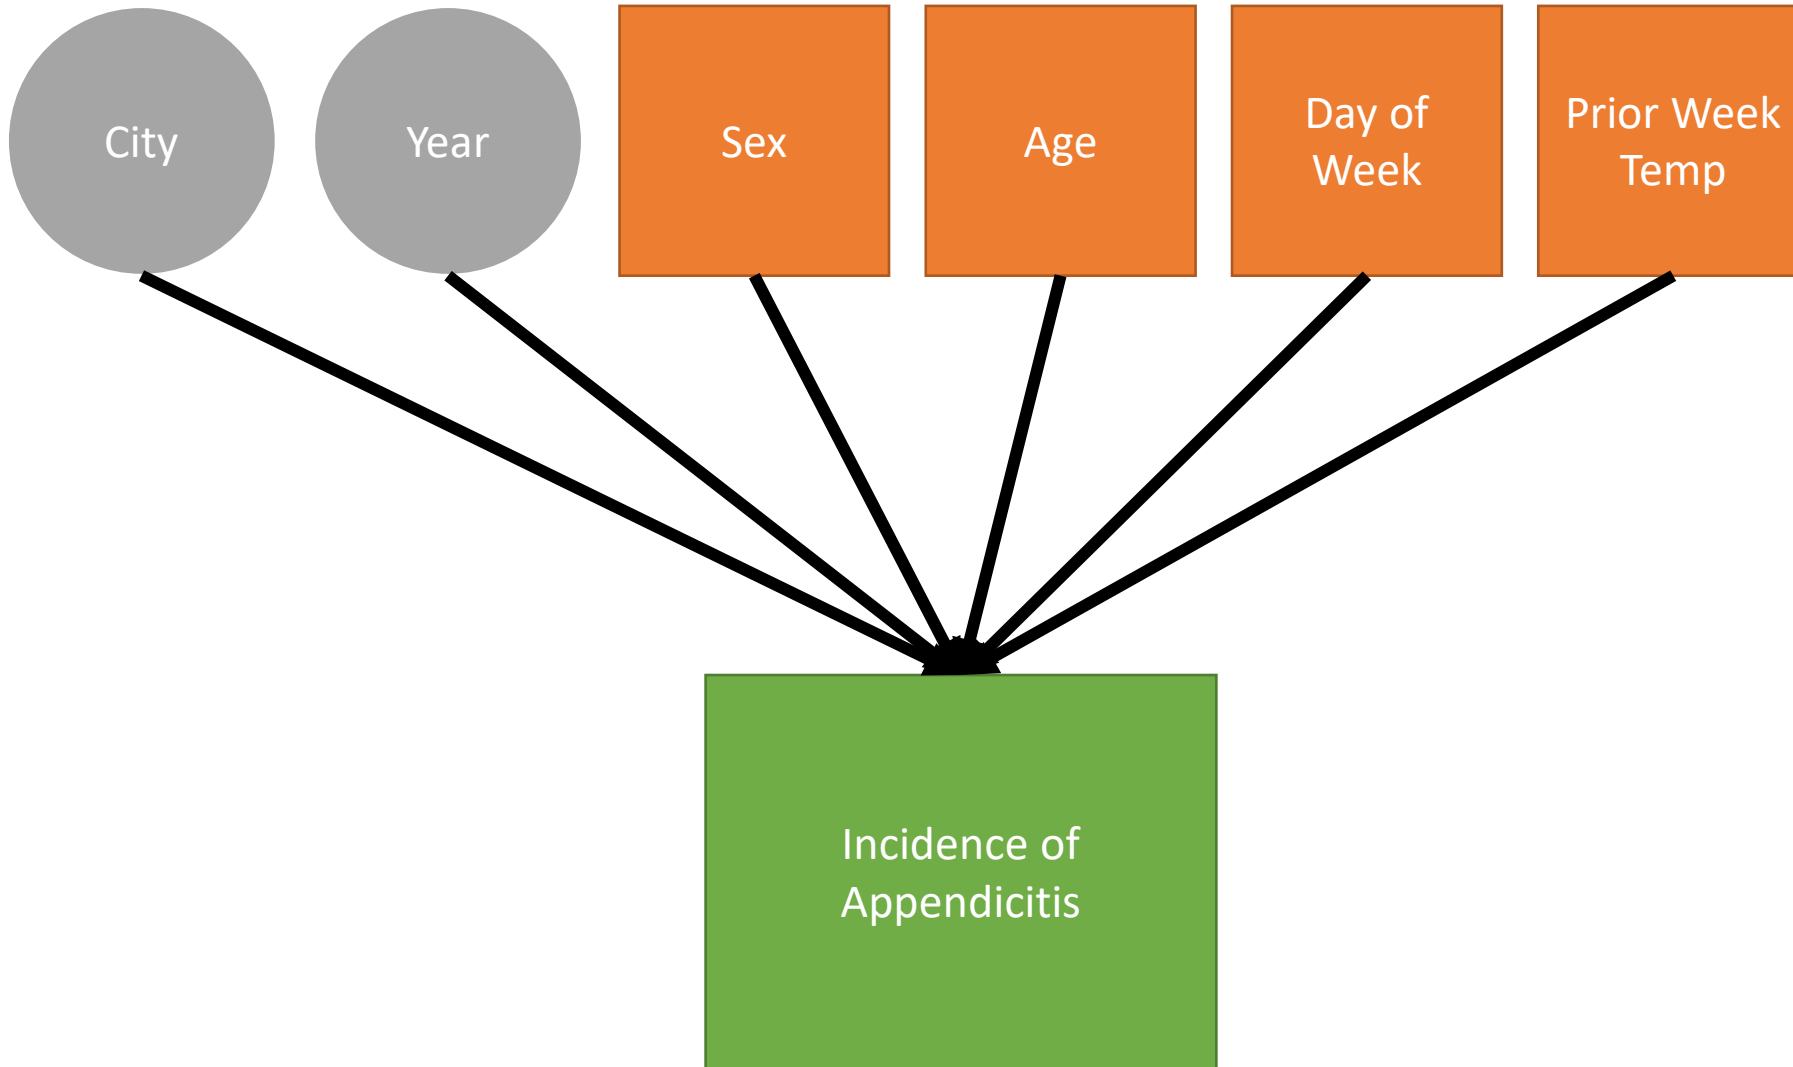 City
Year
Sex
Age
Day of
Week
Prior Week
Temp
Incidence of
Appendicitis